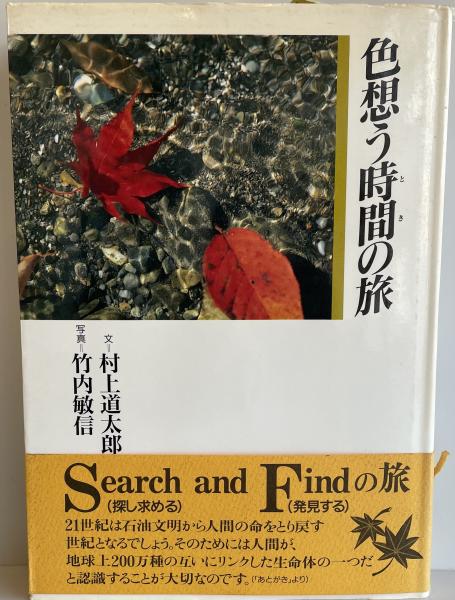 色想う時間の旅
とき
文=村上道太郎
写真=竹内敏信
Search and Findの旅
(探し求める) (発見する)
21世紀は石油文明から人間の命をとり戻す
世紀となるでしょう。そのためには人間が、
地球上200万種の互いにリンクした生命体の一つだ
と認識することが大切なのです。(「あとがき」より)